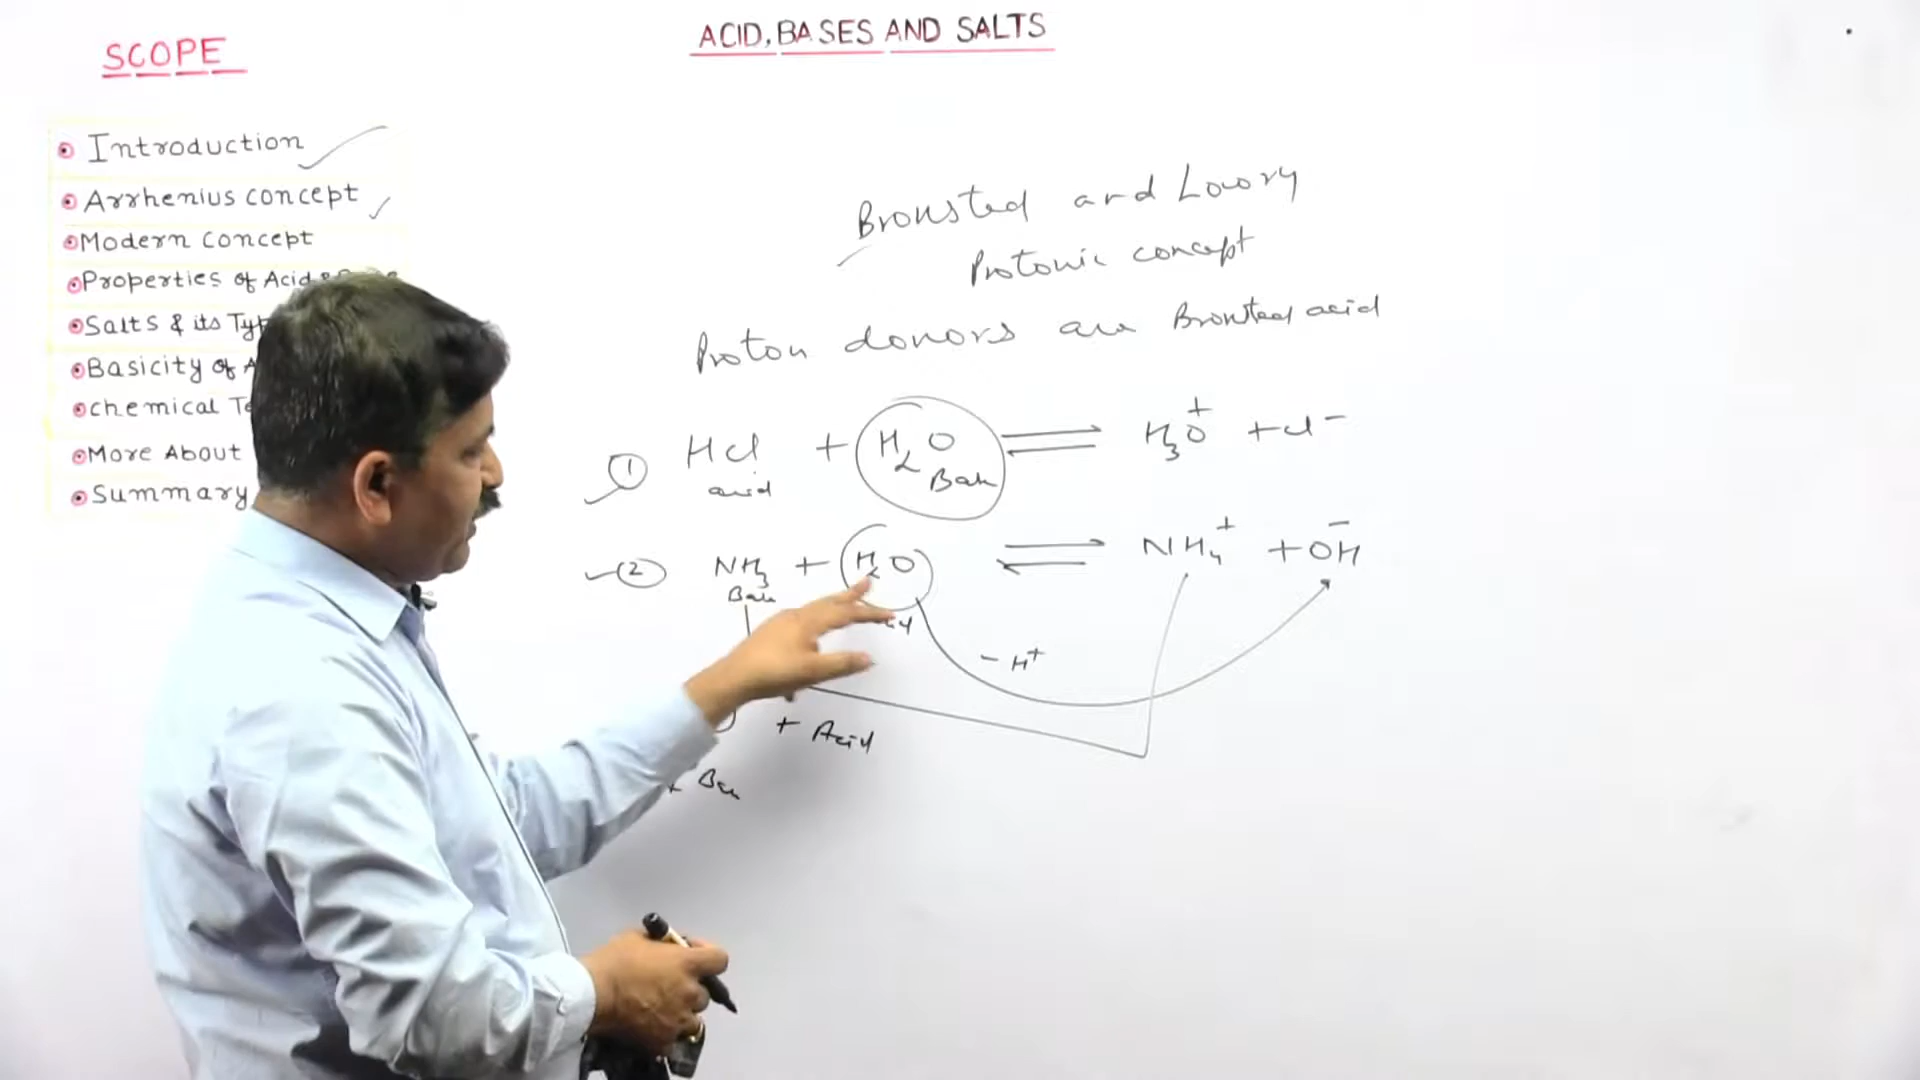 ACID, BASES AND SALTS
SCOPE
Introduction
Arrhenius concept
Modern concept
Properties of Acid &
Salts & its Ty
Basicity of A
chemical Te
More About
Summary
Bronsted and Lowry
Protonic concept
Proton donors are Bronsted acid
1 HCl + H2O ⇌ H3O+ + Cl-
acid Base
2 NH3 + H2O ⇌ NH4+ + OH-
Base
- H+
+ Acid
+ Base